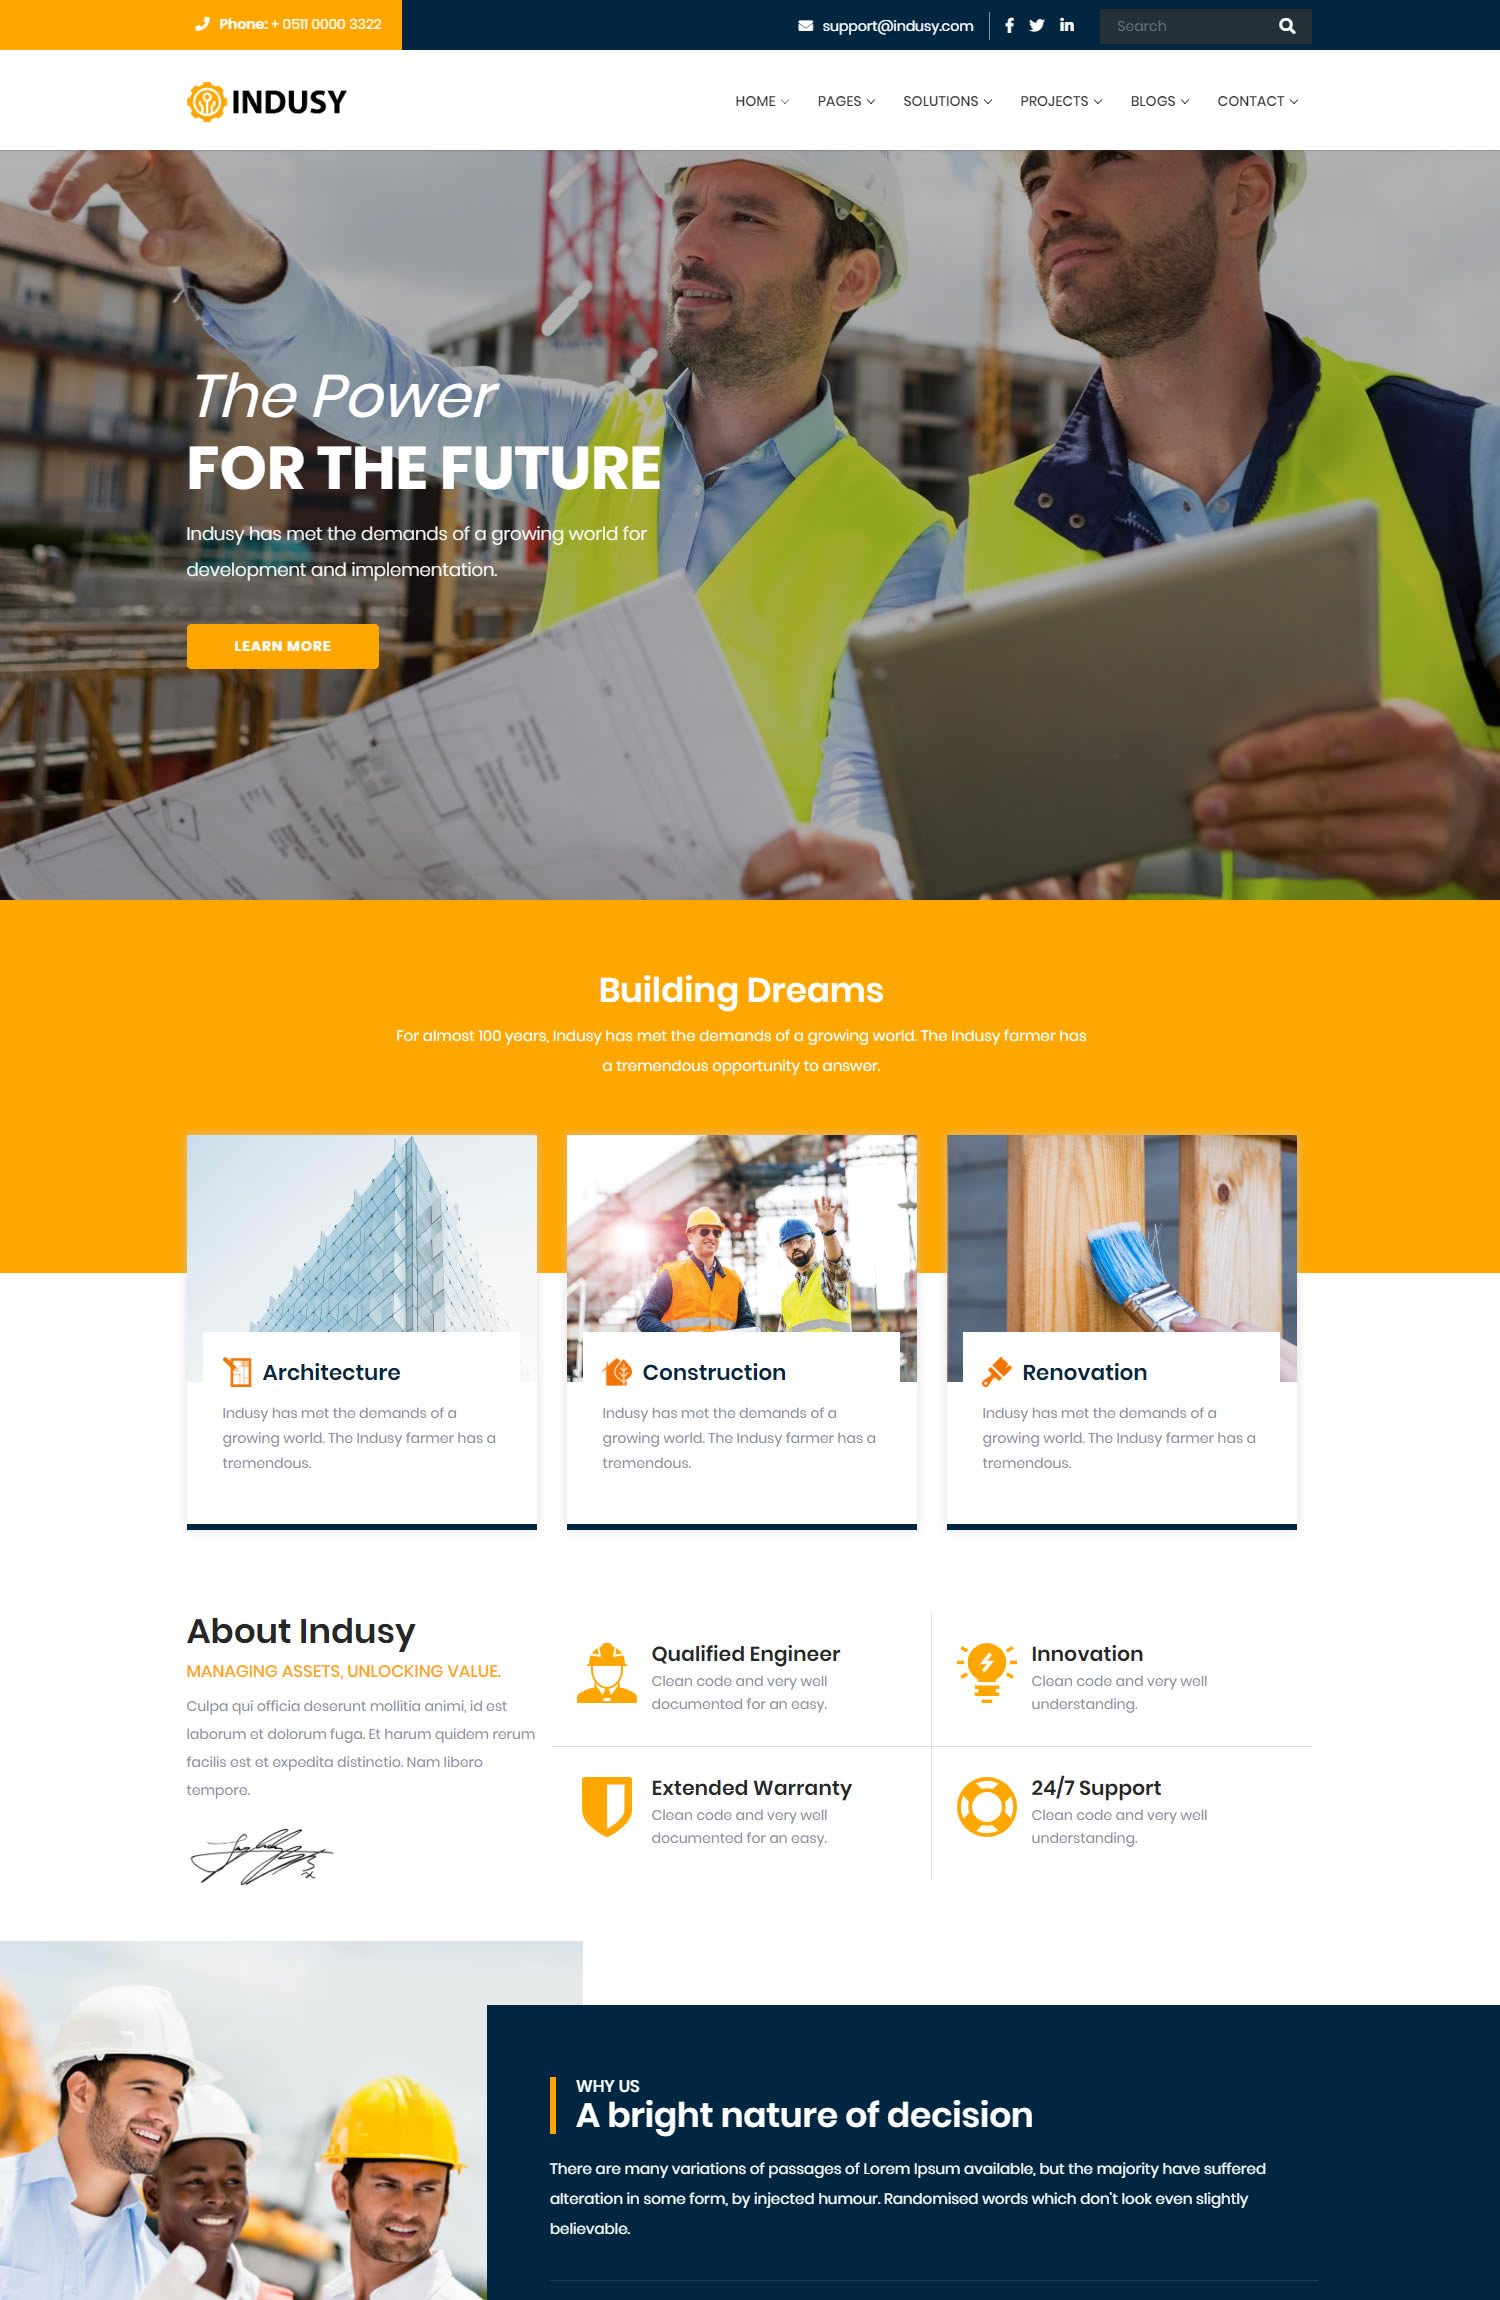 Phone: + 0511 0000 3322
support@indusy.com
Search
INDUSY
HOME
PAGES
SOLUTIONS
PROJECTS
BLOGS
CONTACT
The Power
FOR THE FUTURE
Indusy has met the demands of a growing world for
development and implementation.
LEARN MORE
Building Dreams
For almost 100 years, Indusy has met the demands of a growing world. The Indusy farmer has
a tremendous opportunity to answer.
Architecture
Indusy has met the demands of a
growing world. The Indusy farmer has a
tremendous.
Construction
Indusy has met the demands of a
growing world. The Indusy farmer has a
tremendous.
Renovation
Indusy has met the demands of a
growing world. The Indusy farmer has a
tremendous.
About Indusy
MANAGING ASSETS, UNLOCKING VALUE.
Culpa qui officia deserunt mollitia animi, id est
laborum et dolorum fuga. Et harum quidem rerum
facilis est et expedita distinctio. Nam libero
tempore.
Qualified Engineer
Clean code and very well
documented for an easy.
Innovation
Clean code and very well
understanding.
Extended Warranty
Clean code and very well
documented for an easy.
24/7 Support
Clean code and very well
understanding.
WHY US
A bright nature of decision
There are many variations of passages of Lorem Ipsum available, but the majority have suffered
alteration in some form, by injected humour. Randomised words which don't look even slightly
believable.